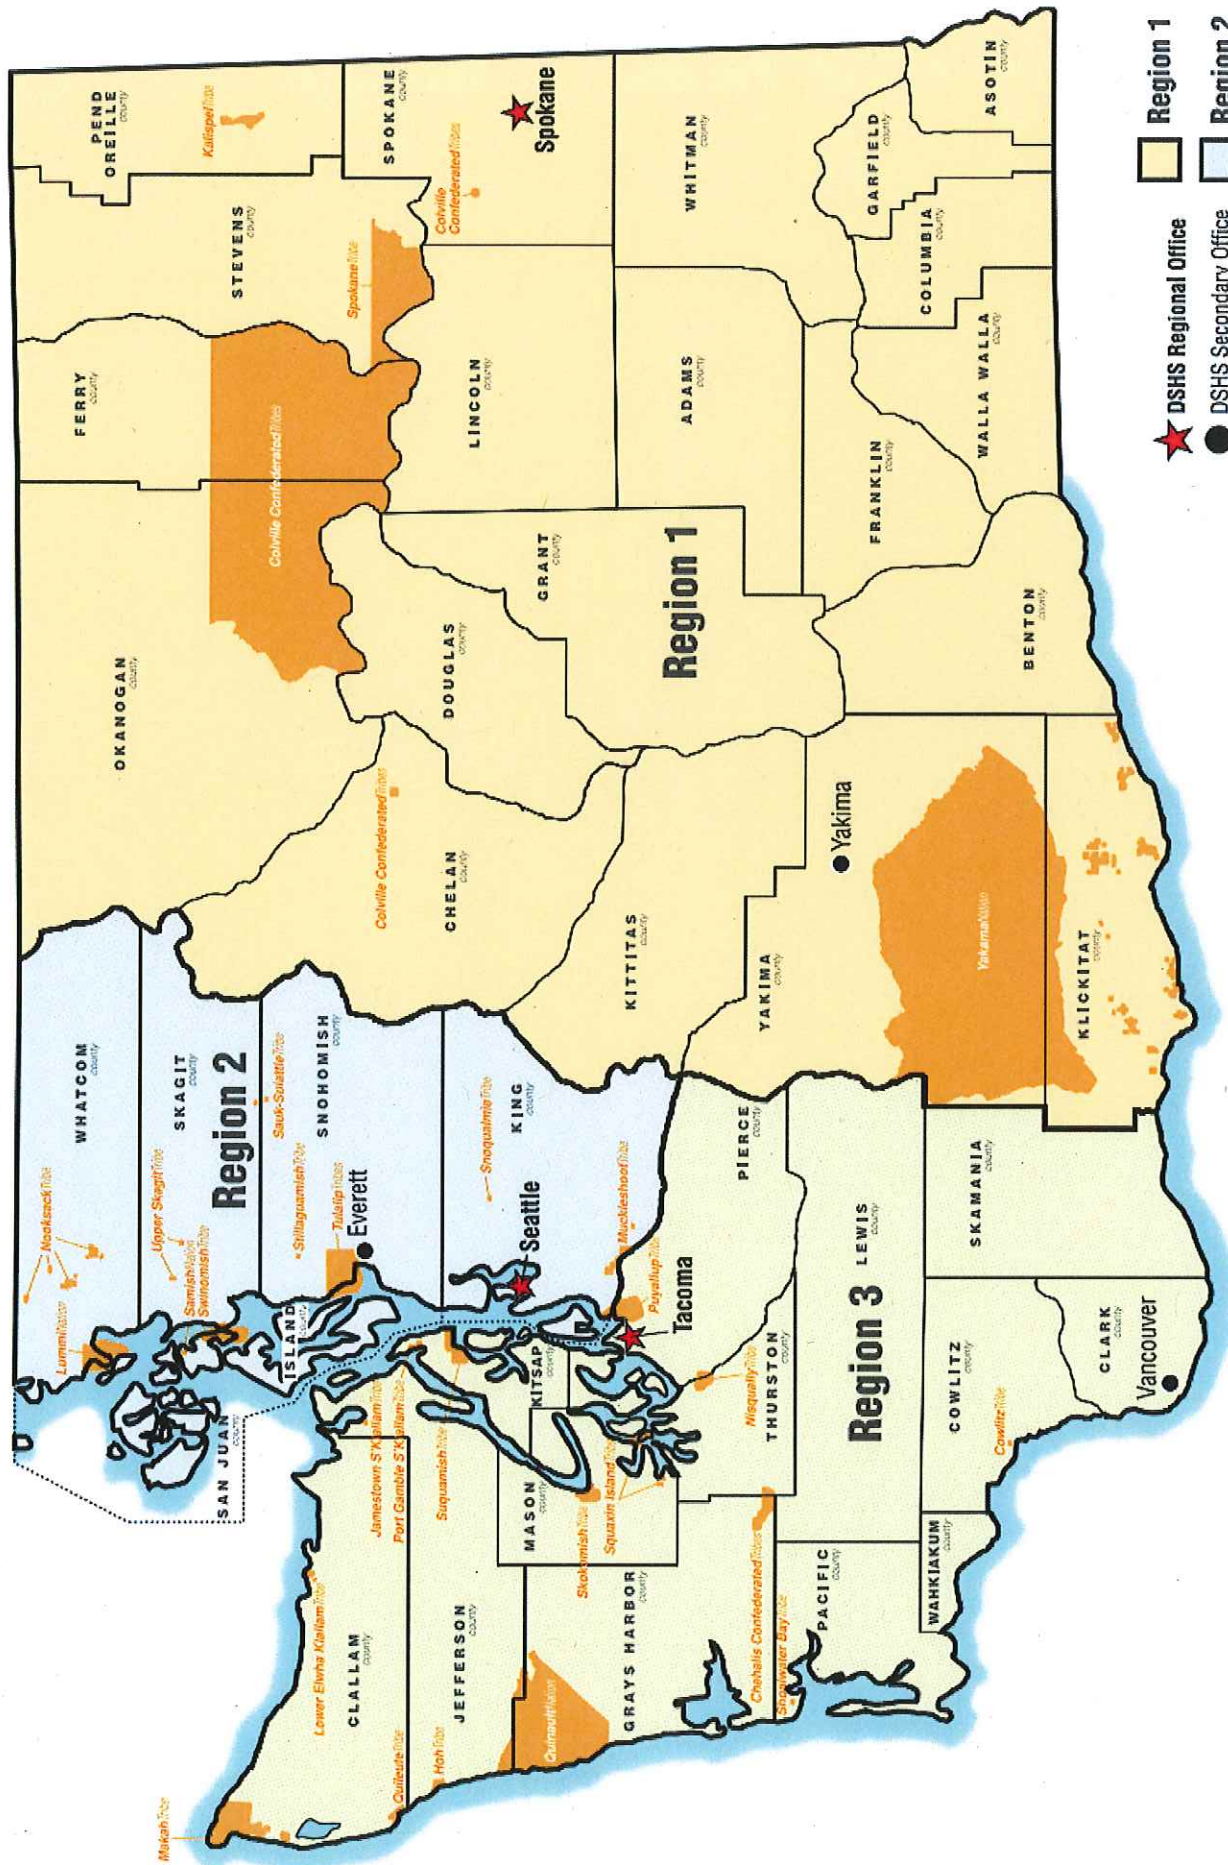 PEND
OREILLE
county
Kalispel Tribe
SPOKANE
county
Colville
Confederated Tribes
Spokane
STEVENS
county
Spokane Tribe
FERRY
county
Colville Confederated Tribes
LINCOLN
county
WHITMAN
county
GARFIELD
county
ASOTIN
county
COLUMBIA
county
WALLA WALLA
county
ADAMS
county
FRANKLIN
county
OKANOGAN
county
DOUGLAS
county
GRANT
county
Region 1
BENTON
county
Colville Confederated Tribes
CHELAN
county
KITTITAS
county
YAKIMA
county
Yakima
Yakama Nation
KLICKITAT
county
WHATCOM
county
Nooksack Tribe
Lummi Nation
SKAGIT
county
Upper Skagit Tribe
Samish Nation
Swinomish Tribe
Region 2
Sauk-Suiattle Tribe
SNOHOMISH
county
Stillaguamish Tribe
Tulalip Tribes
Everett
ISLAND
county
SAN JUAN
county
KING
county
Snoqualmie Tribe
Seattle
Muckleshoot Tribe
Puyallup Tribe
Tacoma
PIERCE
county
Nisqually Tribe
THURSTON
county
Region 3
LEWIS
county
SKAMANIA
county
COWLITZ
county
Cowlitz Tribe
CLARK
county
Vancouver
KITSAP
county
Jamestown S'Klallam Tribe
Port Gamble S'Klallam Tribe
Suquamish Tribe
MASON
county
Skokomish Tribe
Squaxin Island Tribe
Lower Elwha Klallam Tribe
CLALLAM
county
Makah Tribe
Quileute Tribe
Hoh Tribe
JEFFERSON
county
Quinault Nation
GRAYS HARBOR
county
Chehalis Confederated Tribes
Shoalwater Bay Tribe
PACIFIC
county
WAHKIAKUM
county
DSHS Regional Office
DSHS Secondary Office
Region 1
Region 2